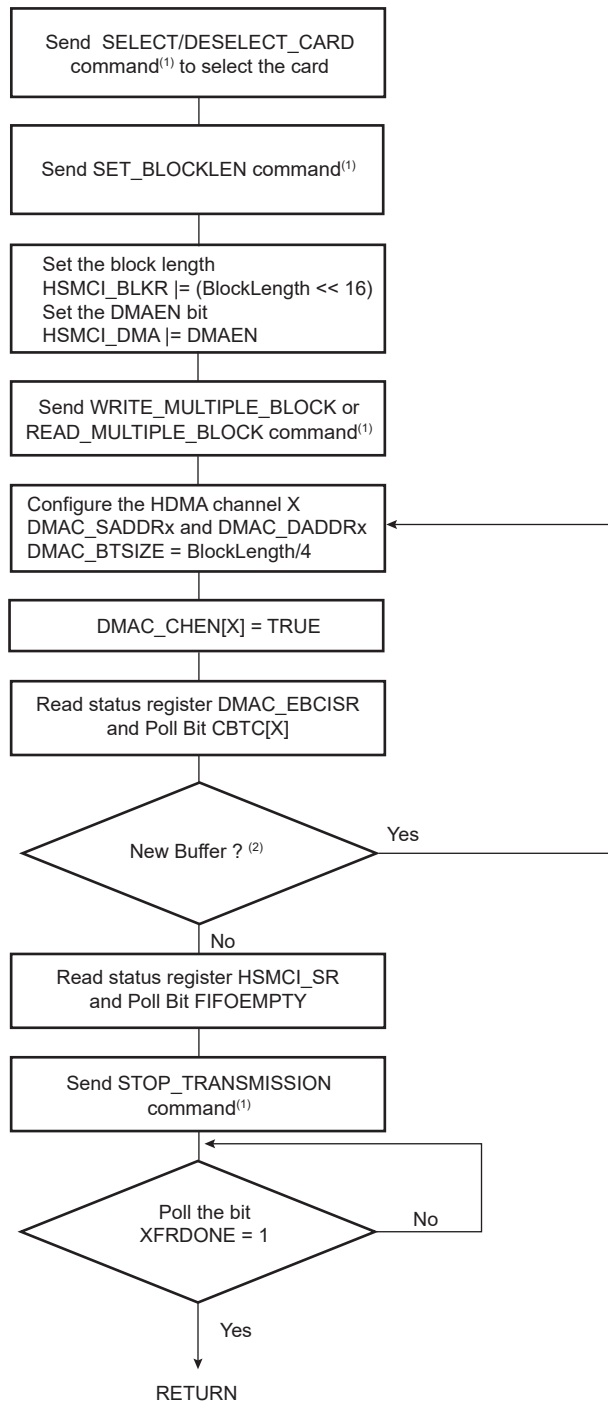 Send SELECT/DESELECT_CARD
command(1) to select the card
Send SET_BLOCKLEN command(1)
Set the block length
HSMCI_BLKR |= (BlockLength << 16)
Set the DMAEN bit
HSMCI_DMA |= DMAEN
Send WRITE_MULTIPLE_BLOCK or
READ_MULTIPLE_BLOCK command(1)
Configure the HDMA channel X
DMAC_SADDRx and DMAC_DADDRx
DMAC_BTSIZE = BlockLength/4
DMAC_CHEN[X] = TRUE
Read status register DMAC_EBCISR
and Poll Bit CBTC[X]
New Buffer ? (2)
Yes
No
Read status register HSMCI_SR
and Poll Bit FIFOEMPTY
Send STOP_TRANSMISSION
command(1)
Poll the bit
XFRDONE = 1
No
Yes
RETURN